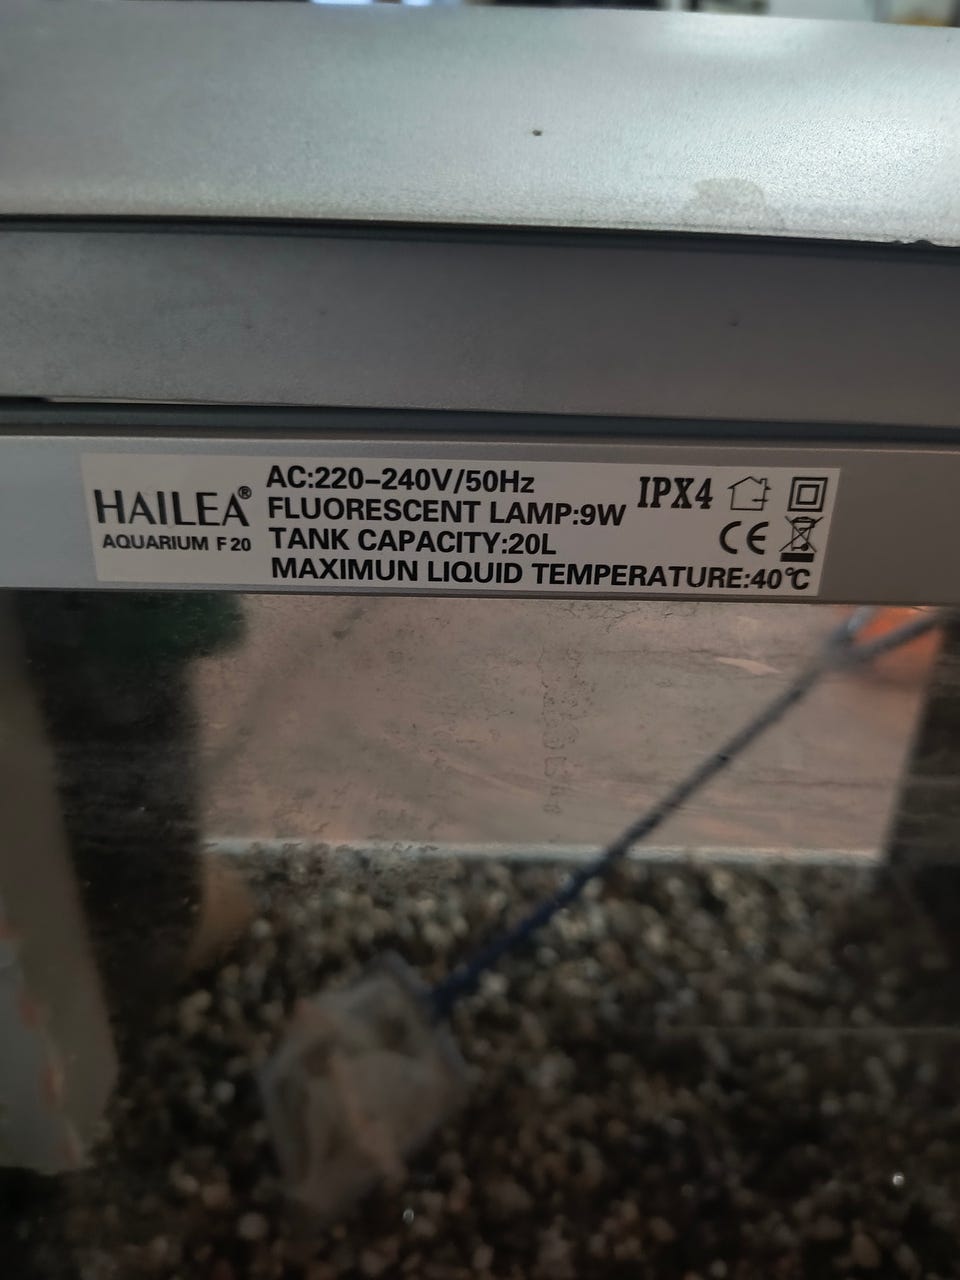 HAILEA®
AQUARIUM F20
AC:220-240V/50Hz
FLUORESCENT LAMP:9W
TANK CAPACITY:20L
MAXIMUN LIQUID TEMPERATURE:40℃
IPX4
CE